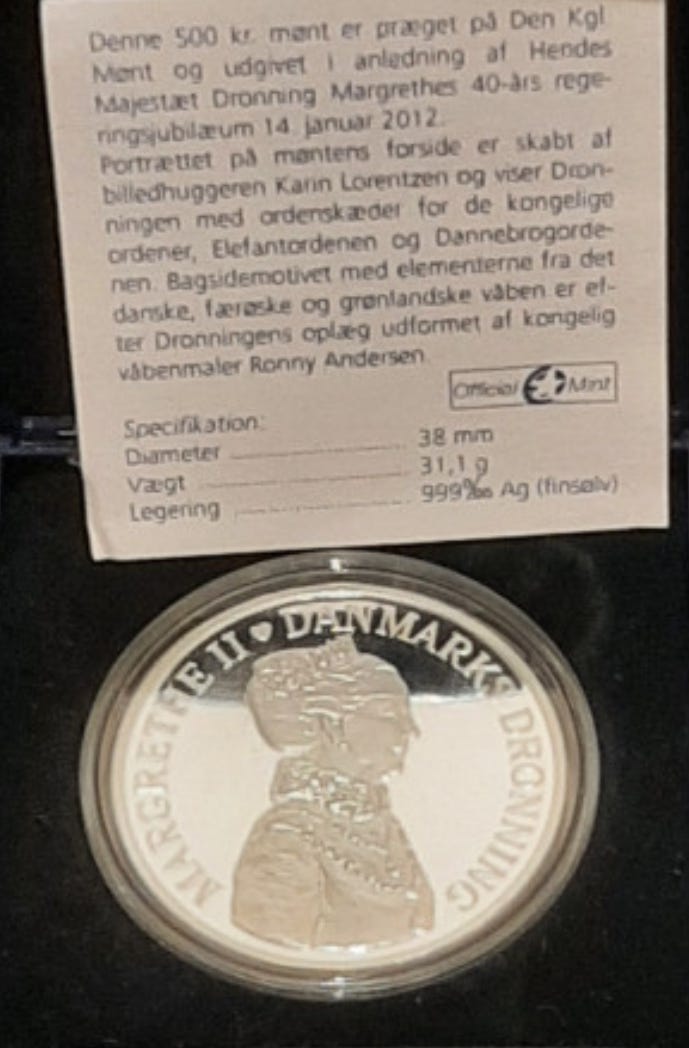 Denne 500 kr. mønt er præget på Den Kgl
Mønt og udgivet i anledning af Hendes
Majestæt Dronning Margrethes 40-års rege-
ringsjubilæum 14. januar 2012.
Portrættet på møntens forside er skabt af
billedhuggeren Karin Lorentzen og viser Dron-
ningen med ordenskæder for de kongelige
ordener, Elefantordenen og Dannebrogorde-
nen. Bagsidemotivet med elementerne fra det
danske, færøske og grønlandske våben er ef-
ter Dronningens oplæg udformet af kongelig
våbenmaler Ronny Andersen.
Official Mint
Specifikation:
Diameter 38 mm
Vægt 31,1 g
Legering 999‰ Ag (finsølv)
MARGRETHE II ♥ DANMARKS DRONNING